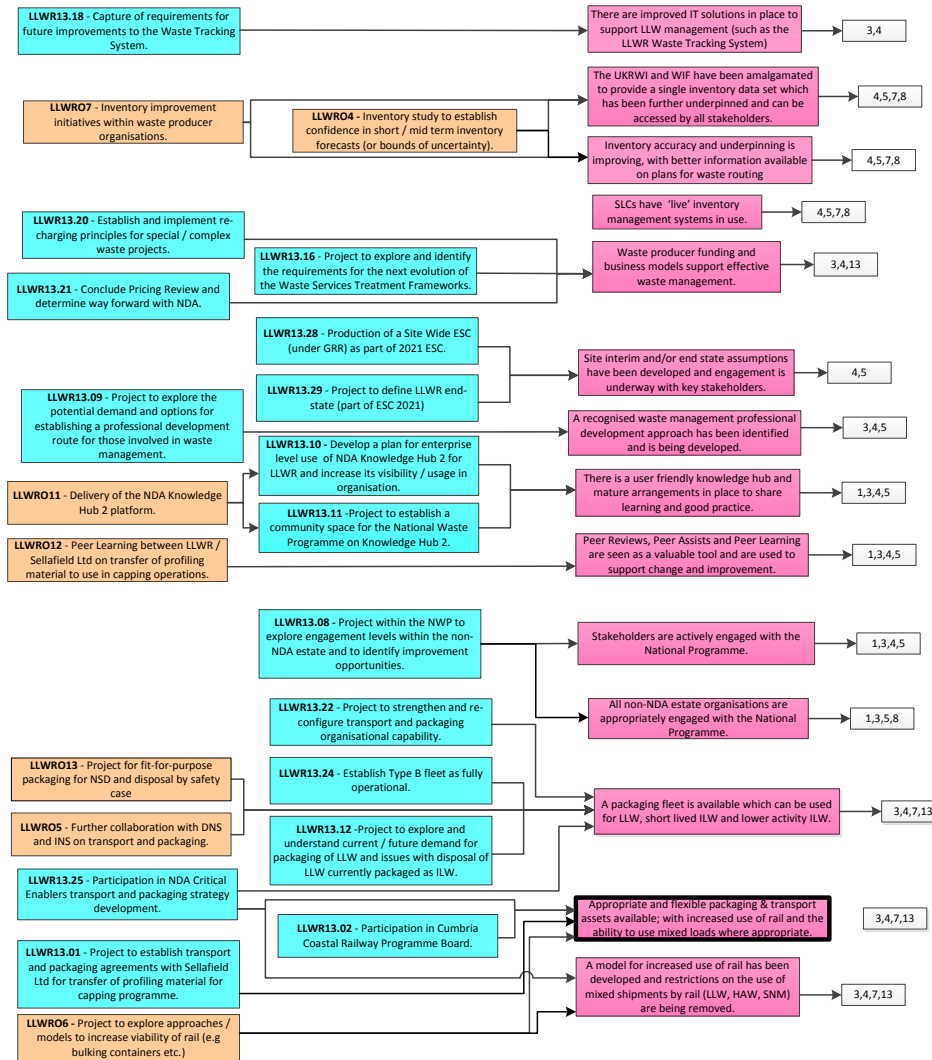 LLWR13.18 - Capture of requirements for
future improvements to the Waste Tracking
System.
There are improved IT solutions in place to
support LLW management (such as the
LLWR Waste Tracking System)
3,4
LLWRO7 - Inventory improvement
initiatives within waste producer
organisations.
LLWRO4 - Inventory study to establish
confidence in short / mid term inventory
forecasts (or bounds of uncertainty).
The UKRWI and WIF have been amalgamated
to provide a single inventory data set which
has been further underpinned and can be
accessed by all stakeholders.
4,5,7,8
Inventory accuracy and underpinning is
improving, with better information available
on plans for waste routing
4,5,7,8
SLCs have ‘live’ inventory
management systems in use.
4,5,7,8
LLWR13.20 - Establish and implement re-
charging principles for special / complex
waste projects.
LLWR13.16 - Project to explore and identify
the requirements for the next evolution of
the Waste Services Treatment Frameworks.
LLWR13.21 - Conclude Pricing Review and
determine way forward with NDA.
Waste producer funding and
business models support effective
waste management.
3,4,13
LLWR13.28 - Production of a Site Wide ESC
(under GRR) as part of 2021 ESC.
LLWR13.29 - Project to define LLWR end-
state (part of ESC 2021)
Site interim and/or end state assumptions
have been developed and engagement is
underway with key stakeholders.
4,5
LLWR13.09 - Project to explore the
potential demand and options for
establishing a professional development
route for those involved in waste
management.
A recognised waste management professional
development approach has been identified
and is being developed.
3,4,5
LLWR13.10 - Develop a plan for enterprise
level use of NDA Knowledge Hub 2 for
LLWR and increase its visibility / usage in
organisation.
LLWRO11 - Delivery of the NDA Knowledge
Hub 2 platform.
LLWR13.11 -Project to establish a
community space for the National Waste
Programme on Knowledge Hub 2.
There is a user friendly knowledge hub and
mature arrangements in place to share
learning and good practice.
1,3,4,5
LLWRO12 - Peer Learning between LLWR /
Sellafield Ltd on transfer of profiling
material to use in capping operations.
Peer Reviews, Peer Assists and Peer Learning
are seen as a valuable tool and are used to
support change and improvement.
1,3,4,5
LLWR13.08 - Project within the NWP to
explore engagement levels within the non-
NDA estate and to identify improvement
opportunities.
Stakeholders are actively engaged with the
National Programme.
1,3,4,5
All non-NDA estate organisations are
appropriately engaged with the National
Programme.
1,3,5,8
LLWR13.22 - Project to strengthen and re-
configure transport and packaging
organisational capability.
LLWRO13 - Project for fit-for-purpose
packaging for NSD and disposal by safety
case
LLWR13.24 - Establish Type B fleet as fully
operational.
LLWRO5 - Further collaboration with DNS
and INS on transport and packaging.
LLWR13.12 -Project to explore and
understand current / future demand for
packaging of LLW and issues with disposal of
LLW currently packaged as ILW.
A packaging fleet is available which can be used
for LLW, short lived ILW and lower activity ILW.
3,4,7,13
LLWR13.25 - Participation in NDA Critical
Enablers transport and packaging strategy
development.
LLWR13.02 - Participation in Cumbria
Coastal Railway Programme Board.
Appropriate and flexible packaging & transport
assets available; with increased use of rail and the
ability to use mixed loads where appropriate.
3,4,7,13
LLWR13.01 - Project to establish transport
and packaging agreements with Sellafield
Ltd for transfer of profiling material for
capping programme.
A model for increased use of rail has been
developed and restrictions on the use of
mixed shipments by rail (LLW, HAW, SNM)
are being removed.
3,4,7,13
LLWRO6 - Project to explore approaches /
models to increase viability of rail (e.g
bulking containers etc.)